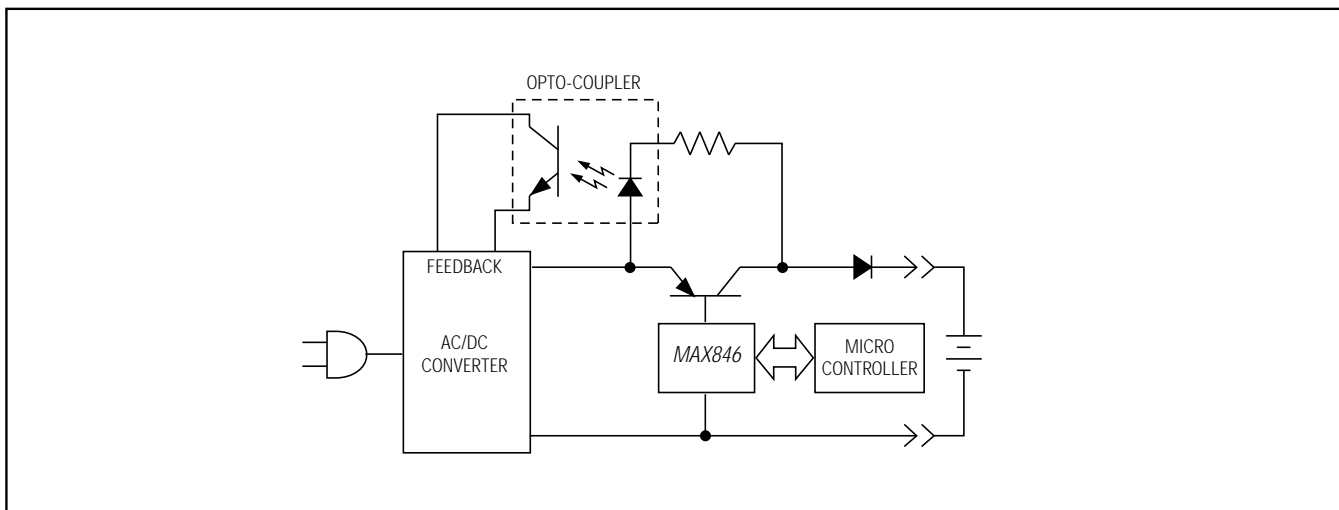 OPTO-COUPLER
FEEDBACK
AC/DC
CONVERTER
MAX846
MICRO
CONTROLLER